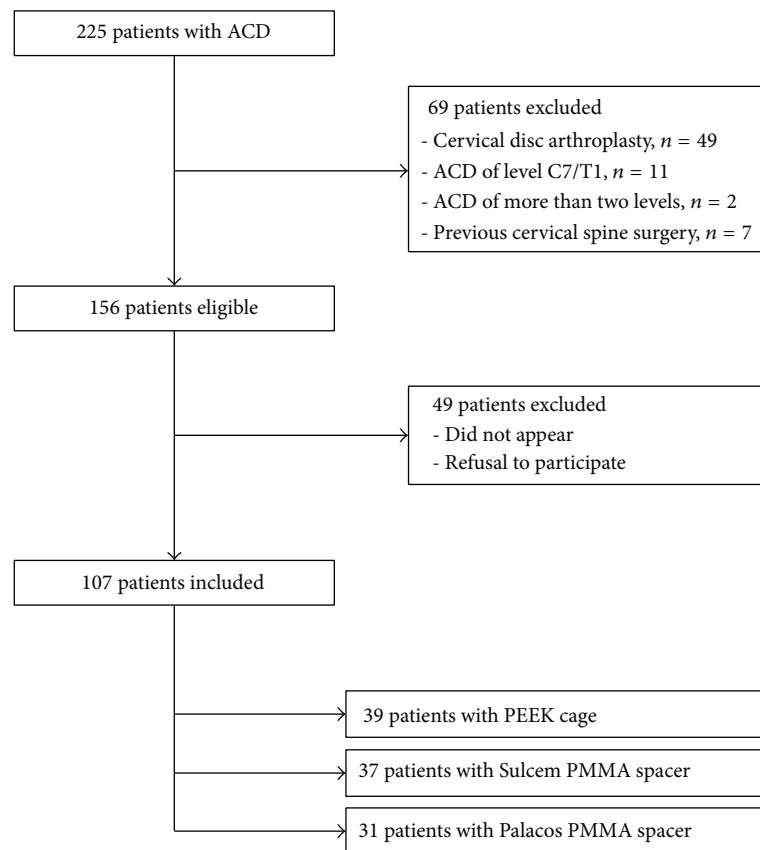 225 patients with ACD
69 patients excluded
- Cervical disc arthroplasty, n = 49
- ACD of level C7/T1, n = 11
- ACD of more than two levels, n = 2
- Previous cervical spine surgery, n = 7
156 patients eligible
49 patients excluded
- Did not appear
- Refusal to participate
107 patients included
39 patients with PEEK cage
37 patients with Sulcem PMMA spacer
31 patients with Palacos PMMA spacer